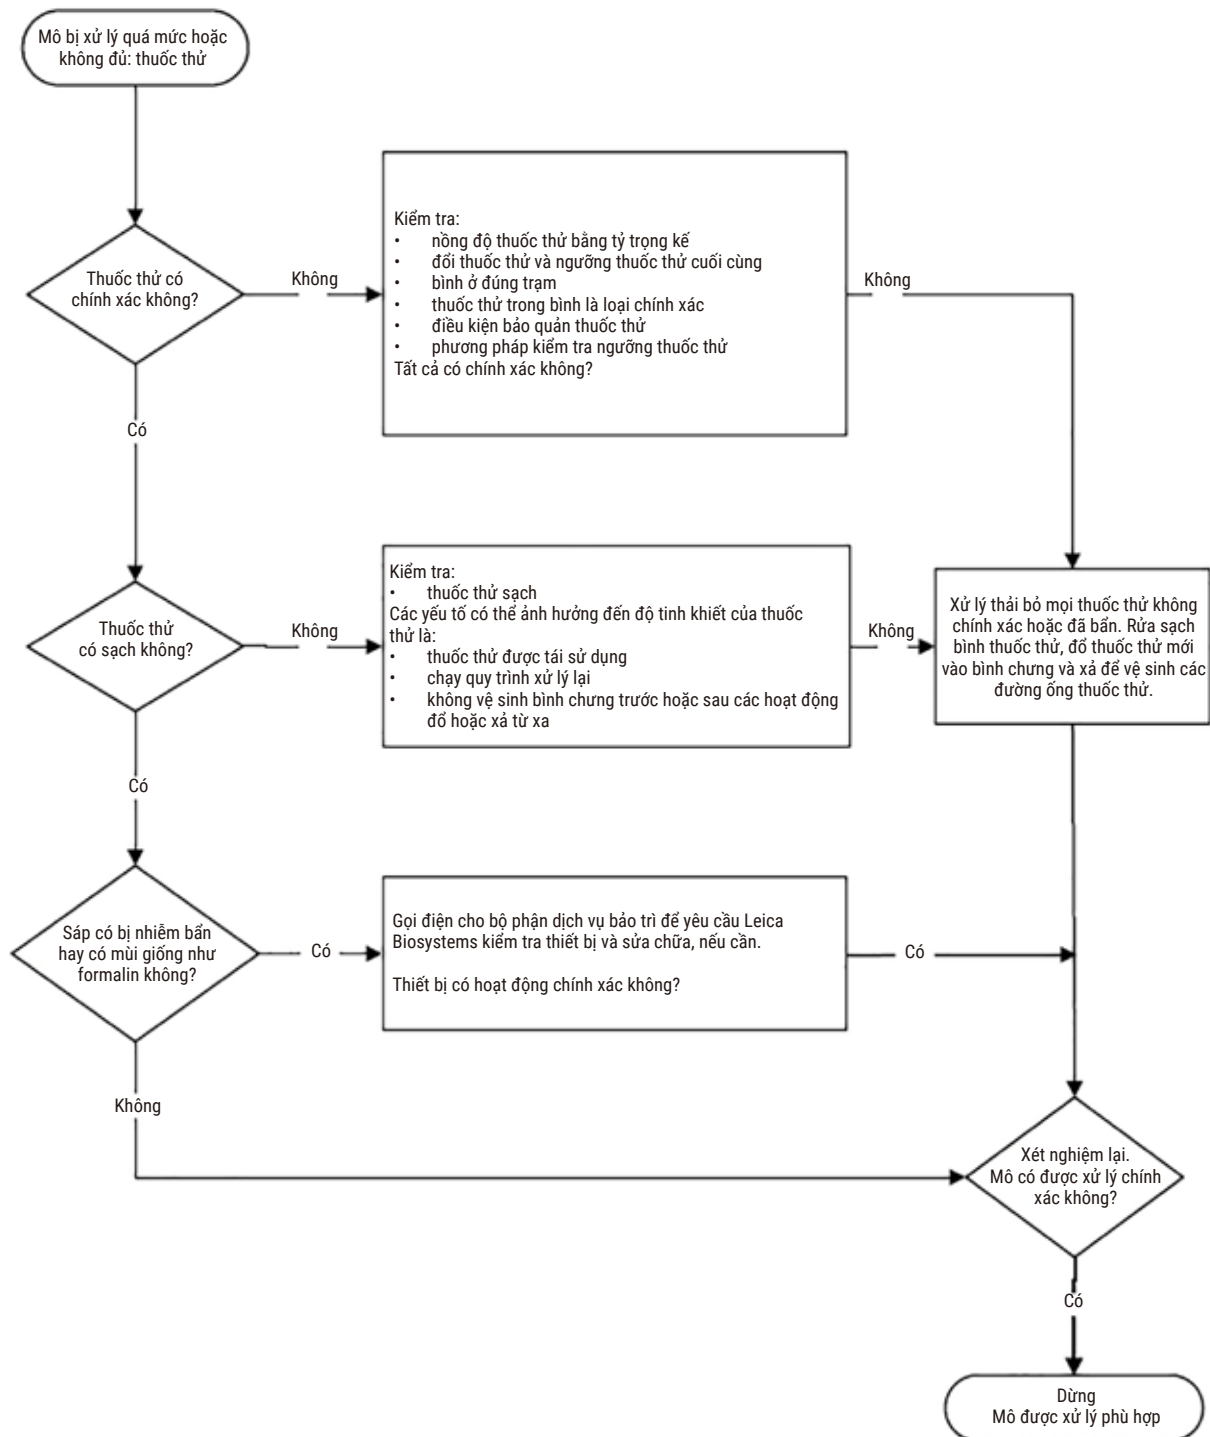 Mô bị xử lý quá mức hoặc
không đủ: thuốc thử
Thuốc thử có
chính xác không?
Không
Kiểm tra:
• nồng độ thuốc thử bằng tỷ trọng kế
• đổi thuốc thử và ngưỡng thuốc thử cuối cùng
• bình ở đúng trạm
• thuốc thử trong bình là loại chính xác
• điều kiện bảo quản thuốc thử
• phương pháp kiểm tra ngưỡng thuốc thử
Tất cả có chính xác không?
Không
Có
Thuốc thử
có sạch không?
Không
Kiểm tra:
• thuốc thử sạch
Các yếu tố có thể ảnh hưởng đến độ tinh khiết của thuốc
thử là:
• thuốc thử được tái sử dụng
• chạy quy trình xử lý lại
• không vệ sinh bình chưng trước hoặc sau các hoạt động
đổ hoặc xả từ xa
Không
Xử lý thải bỏ mọi thuốc thử không
chính xác hoặc đã bẩn. Rửa sạch
bình thuốc thử, đổ thuốc thử mới
vào bình chưng và xả để vệ sinh các
đường ống thuốc thử.
Có
Sáp có bị nhiễm bẩn
hay có mùi giống như
formalin không?
Có
Gọi điện cho bộ phận dịch vụ bảo trì để yêu cầu Leica
Biosystems kiểm tra thiết bị và sửa chữa, nếu cần.
Thiết bị có hoạt động chính xác không?
Có
Không
Xét nghiệm lại.
Mô có được xử lý chính
xác không?
Có
Dừng
Mô được xử lý phù hợp